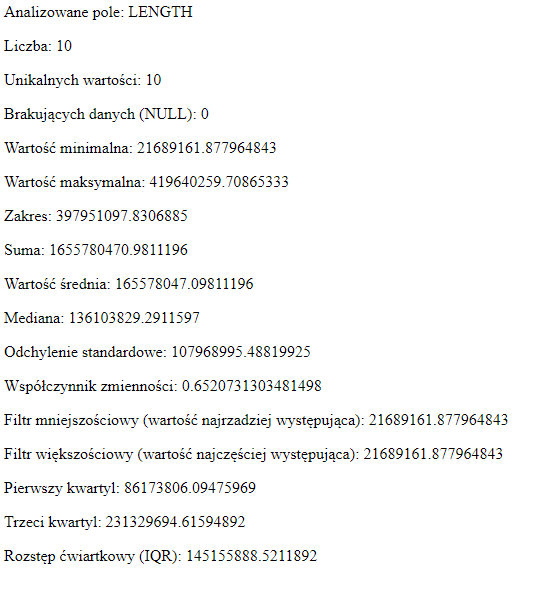 Analizowane pole: LENGTH
Liczba: 10
Unikalnych wartości: 10
Brakujących danych (NULL): 0
Wartość minimalna: 21689161.877964843
Wartość maksymalna: 419640259.70865333
Zakres: 397951097.8306885
Suma: 1655780470.9811196
Wartość średnia: 165578047.09811196
Mediana: 136103829.2911597
Odchylenie standardowe: 107968995.48819925
Współczynnik zmienności: 0.6520731303481498
Filtr mniejszościowy (wartość najrzadziej występująca): 21689161.877964843
Filtr większościowy (wartość najczęściej występująca): 21689161.877964843
Pierwszy kwartyl: 86173806.09475969
Trzeci kwartyl: 231329694.61594892
Rozstęp ćwiartkowy (IQR): 145155888.5211892